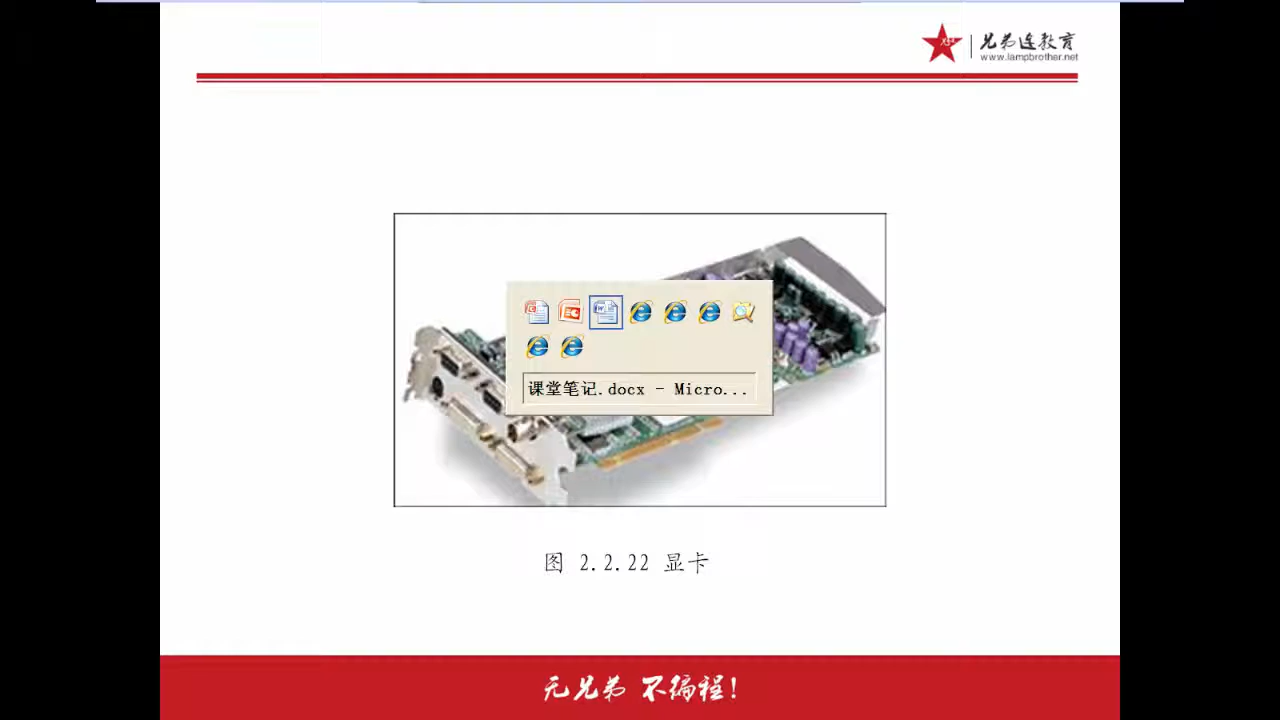 兄弟连教育
www.lampbrother.net
课堂笔记.docx - Micro...
图 2.2.22 显卡
无兄弟 不编程!